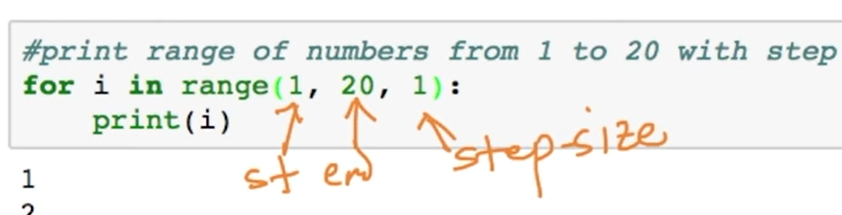 #print range of numbers from 1 to 20 with step
for i in range(1, 20, 1):
    print(i)
st end step-size
1
2